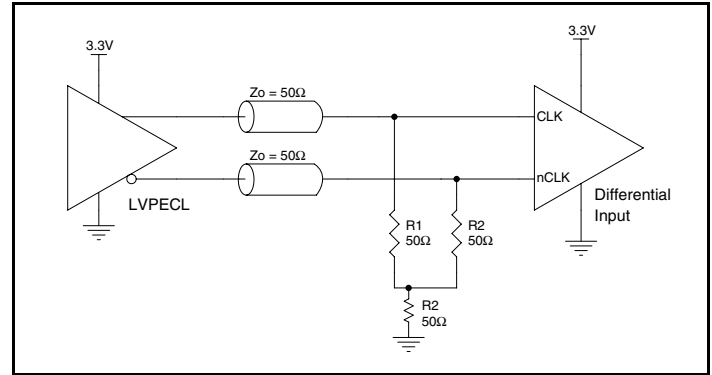 3.3V
3.3V
Zo = 50Ω
CLK
Zo = 50Ω
nCLK
LVPECL
Differential
Input
R1
50Ω
R2
50Ω
R2
50Ω